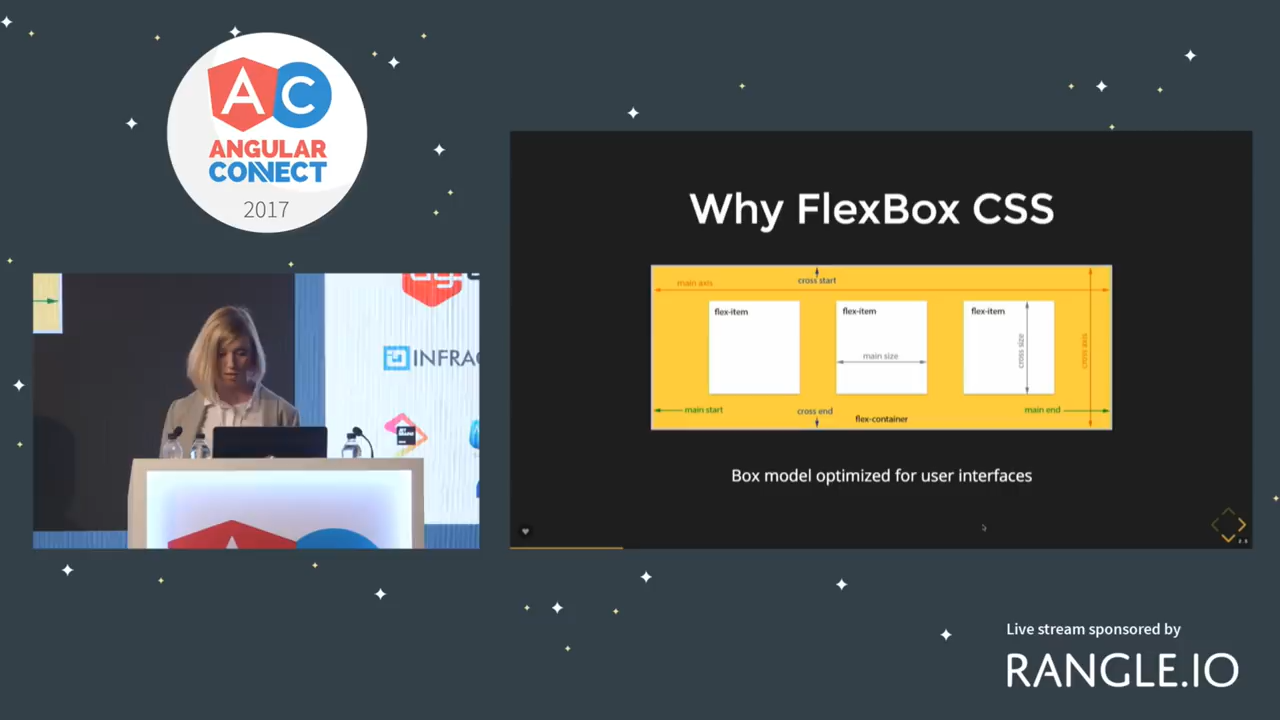 AC
ANGULAR
CONNECT
2017
INFRA
Why FlexBox CSS
cross start
main axis
flex-item
flex-item
flex-item
main size
cross size
cross axis
main start
cross end
main end
flex-container
Box model optimized for user interfaces
Live stream sponsored by
RANGLE.IO